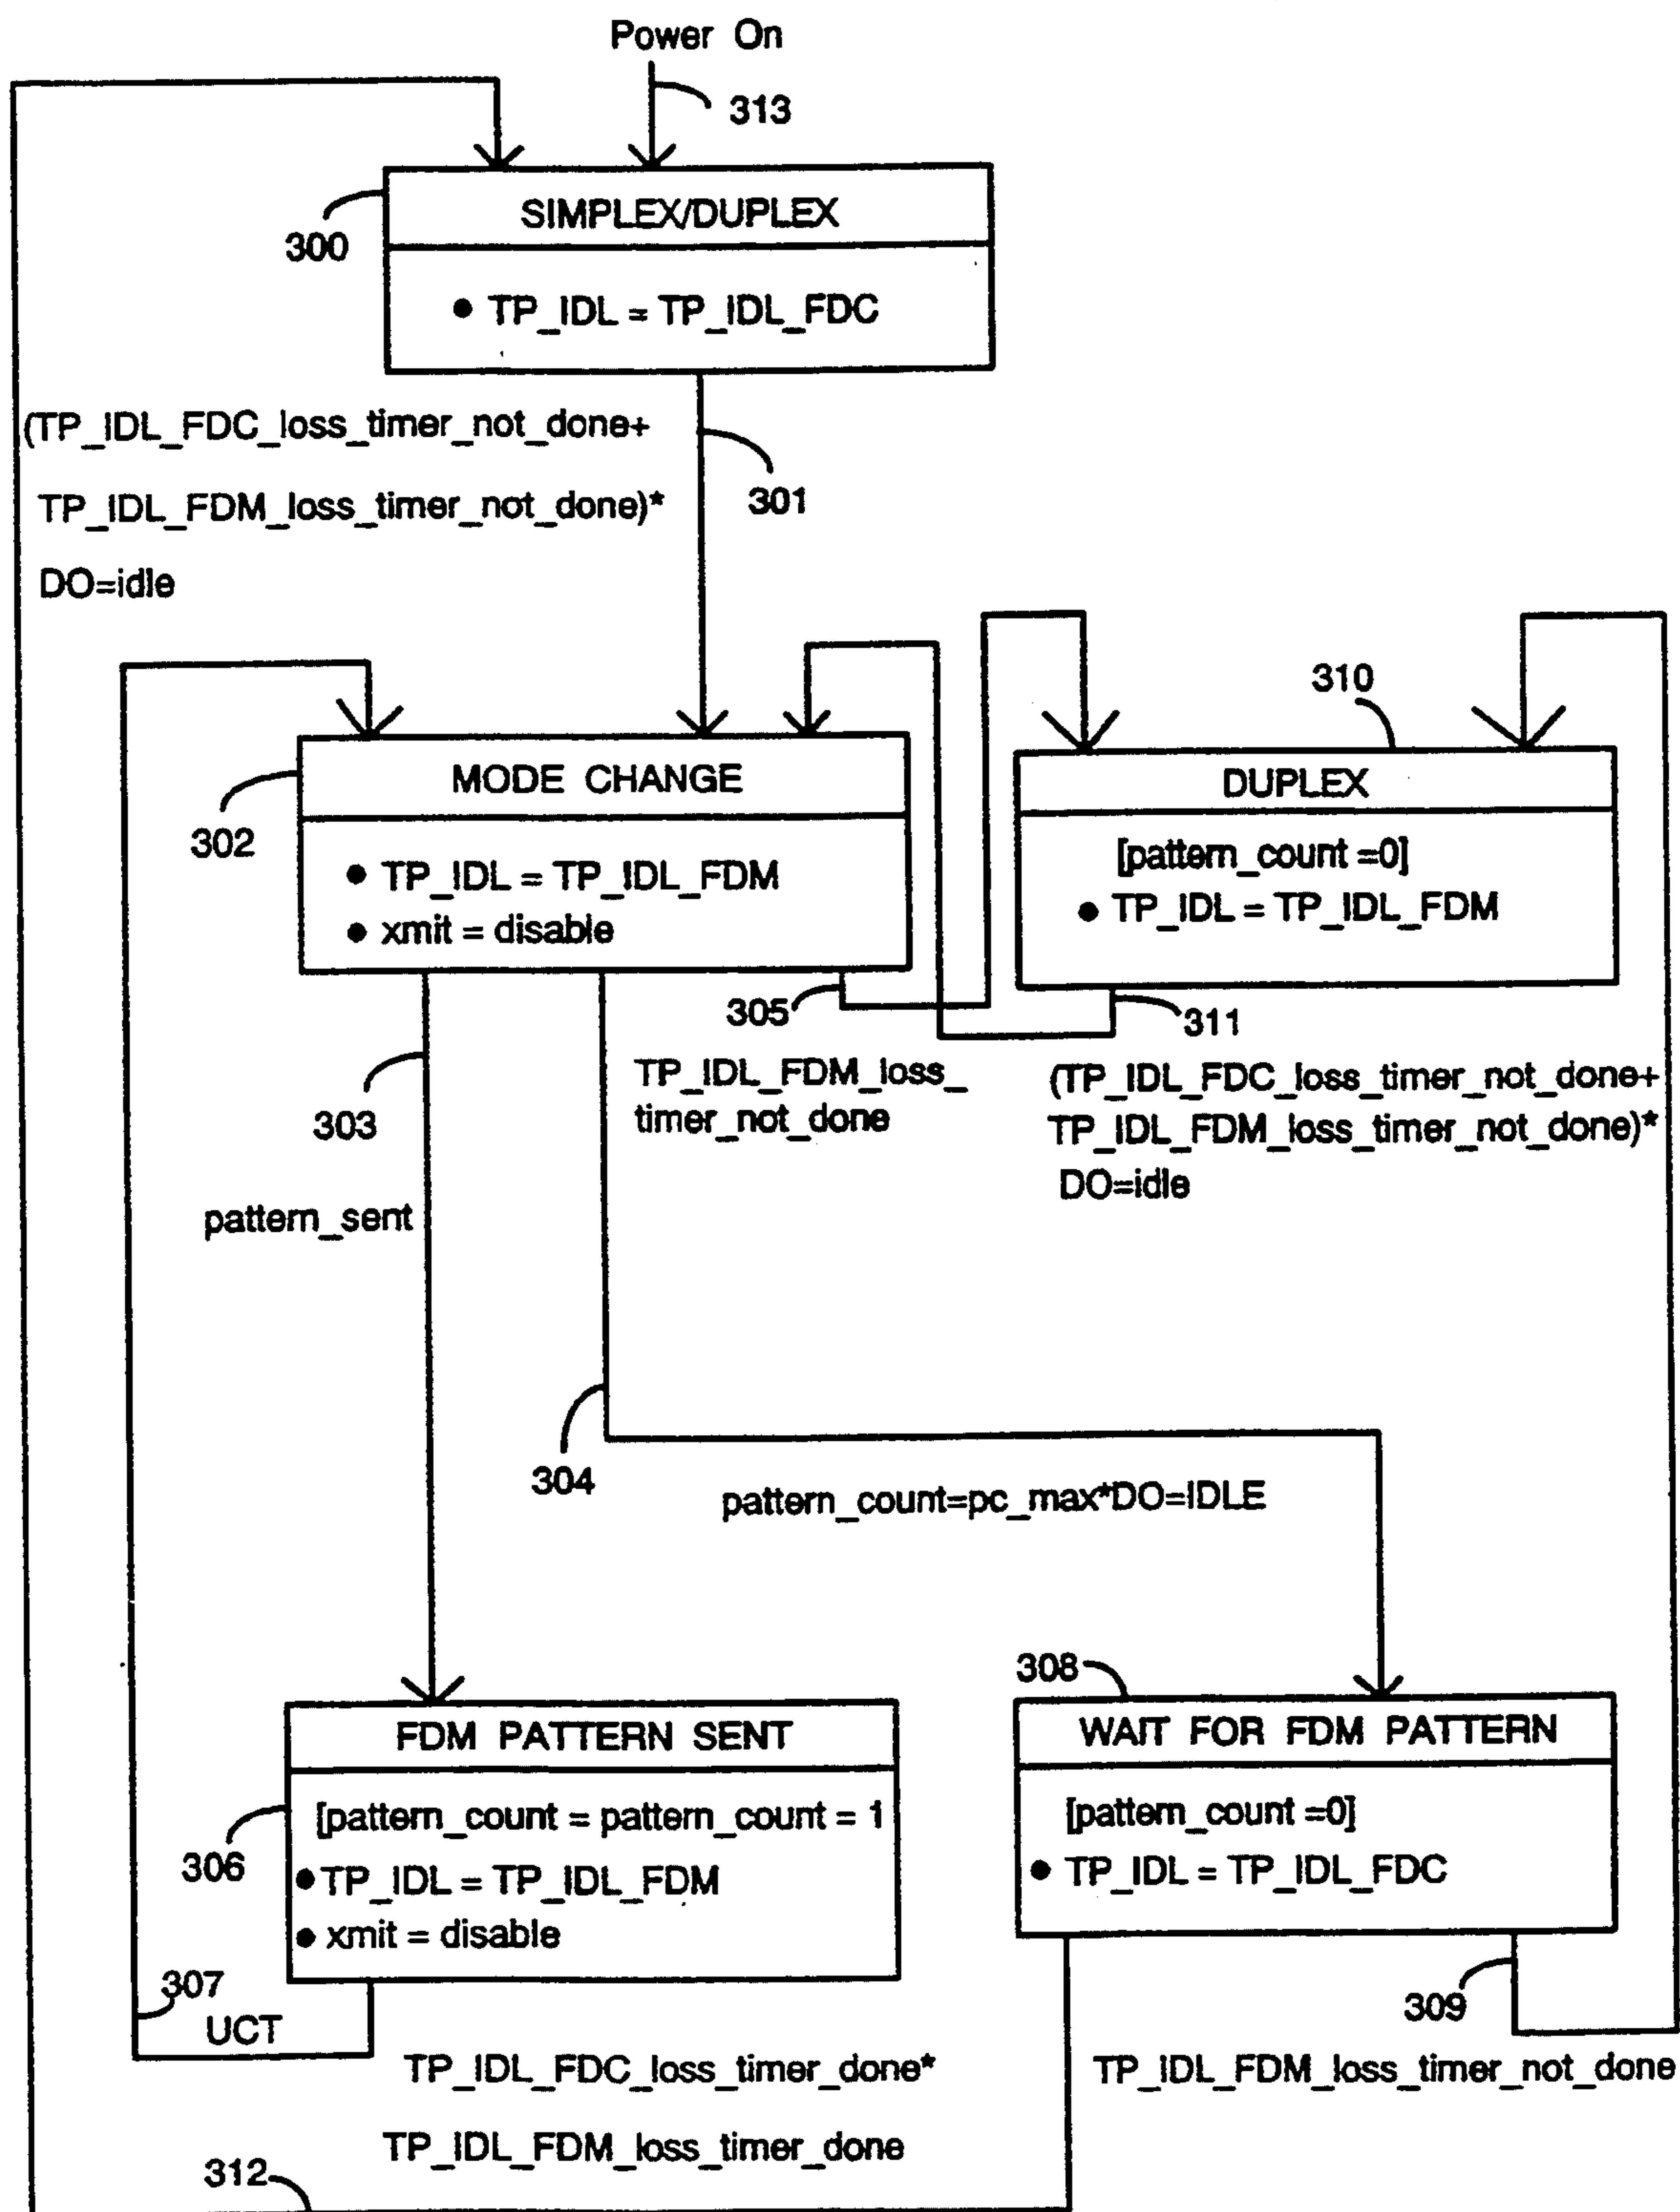 Power On
313
SIMPLEX/DUPLEX
300
● TP_IDL = TP_IDL_FDC
(TP_IDL_FDC_loss_timer_not_done+
TP_IDL_FDM_loss_timer_not_done)*
DO=idle
301
310
MODE CHANGE
302
● TP_IDL = TP_IDL_FDM
● xmit = disable
DUPLEX
[pattern_count =0]
● TP_IDL = TP_IDL_FDM
305
311
TP_IDL_FDM_loss_
timer_not_done
(TP_IDL_FDC_loss_timer_not_done+
TP_IDL_FDM_loss_timer_not_done)*
DO=idle
303
pattern_sent
304
pattern_count=pc_max*DO=IDLE
308
FDM PATTERN SENT
[pattern_count = pattern_count = 1
306
● TP_IDL = TP_IDL_FDM
● xmit = disable
WAIT FOR FDM PATTERN
[pattern_count =0]
● TP_IDL = TP_IDL_FDC
307
UCT
309
TP_IDL_FDC_loss_timer_done*
TP_IDL_FDM_loss_timer_done
TP_IDL_FDM_loss_timer_not_done
312